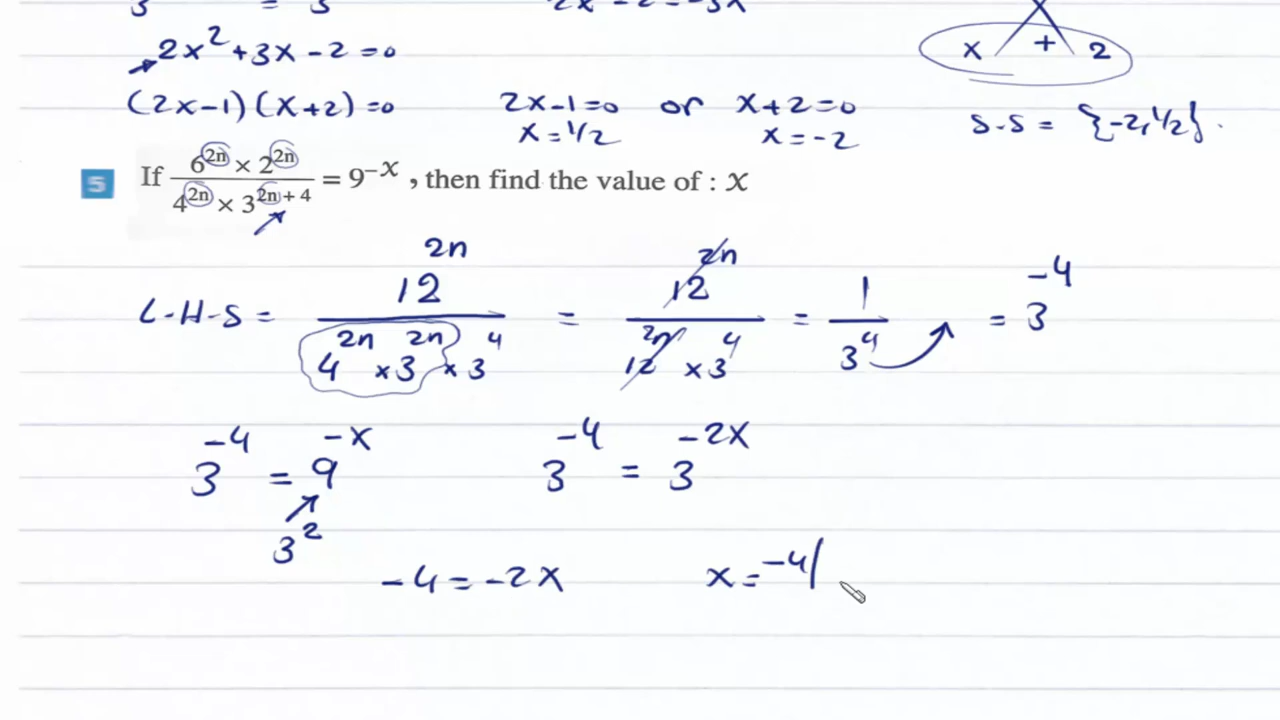 2x² + 3x - 2 = 0
(2x-1)(x+2) = 0 2x-1=0 or x+2=0 S.S = {-2, 1/2}.
x = 1/2 x = -2
x + 2
5 If (6^(2n) × 2^(2n)) / (4^(2n) × 3^(2n+4)) = 9^(-x) , then find the value of : x
L-H-S = 12^(2n) / (4^(2n) × 3^(2n) × 3^4) = 12^(2n) / (12^(2n) × 3^4) = 1 / 3^4 = 3^(-4)
3^(-4) = 9^(-x) 3^(-4) = 3^(-2x)
3²
-4 = -2x x = -4/